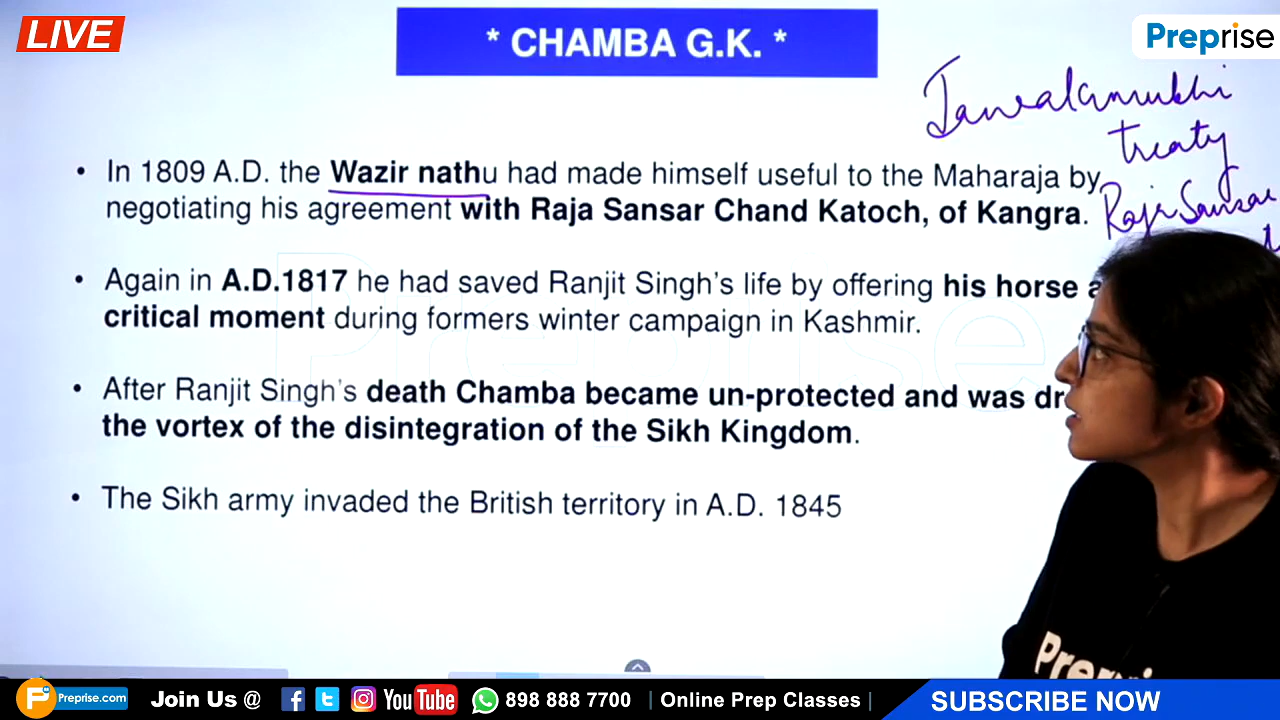 LIVE
* CHAMBA G.K. *
Preprise
Jawalamukhi
treaty
Raja Sansar
• In 1809 A.D. the Wazir nathu had made himself useful to the Maharaja by
negotiating his agreement with Raja Sansar Chand Katoch, of Kangra.
• Again in A.D.1817 he had saved Ranjit Singh's life by offering his horse a
critical moment during formers winter campaign in Kashmir.
• After Ranjit Singh's death Chamba became un-protected and was dr
the vortex of the disintegration of the Sikh Kingdom.
• The Sikh army invaded the British territory in A.D. 1845
Preprise
Prepri
P Preprise.com Join Us @ f YouTube 898 888 7700 | Online Prep Classes | SUBSCRIBE NOW